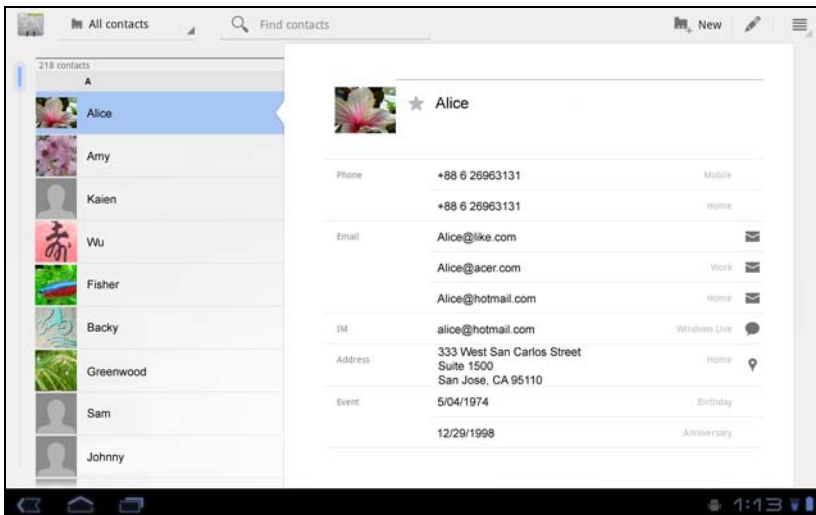 All contacts
Find contacts
New
218 contacts
A
Alice
Amy
Kaien
Wu
Fisher
Backy
Greenwood
Sam
Johnny
Alice
Phone
+88 6 26963131
Mobile
+88 6 26963131
Home
Email
Alice@like.com
Alice@acer.com
Work
Alice@hotmail.com
Home
IM
alice@hotmail.com
Windows Live
Address
333 West San Carlos Street
Suite 1500
San Jose, CA 95110
Home
Event
5/04/1974
Birthday
12/29/1998
Anniversary
1:13
寿